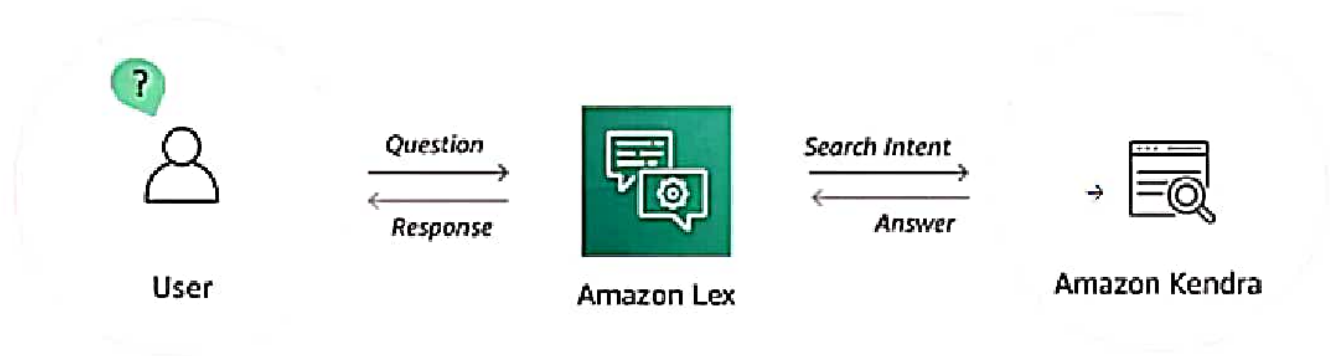 ?
Question
Response
Search Intent
Answer
User
Amazon Lex
Amazon Kendra